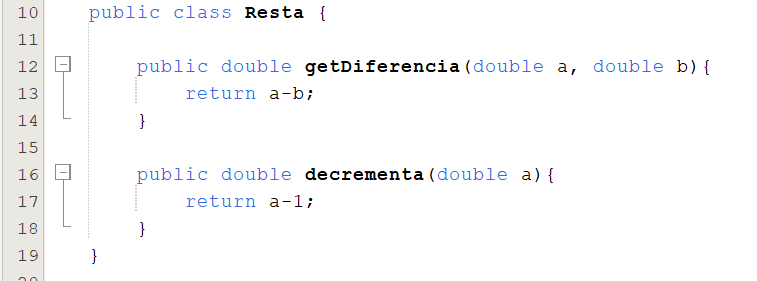 10 public class Resta {
11
12 public double getDiferencia(double a, double b){
13 return a-b;
14 }
15
16 public double decrementa(double a){
17 return a-1;
18 }
19 }